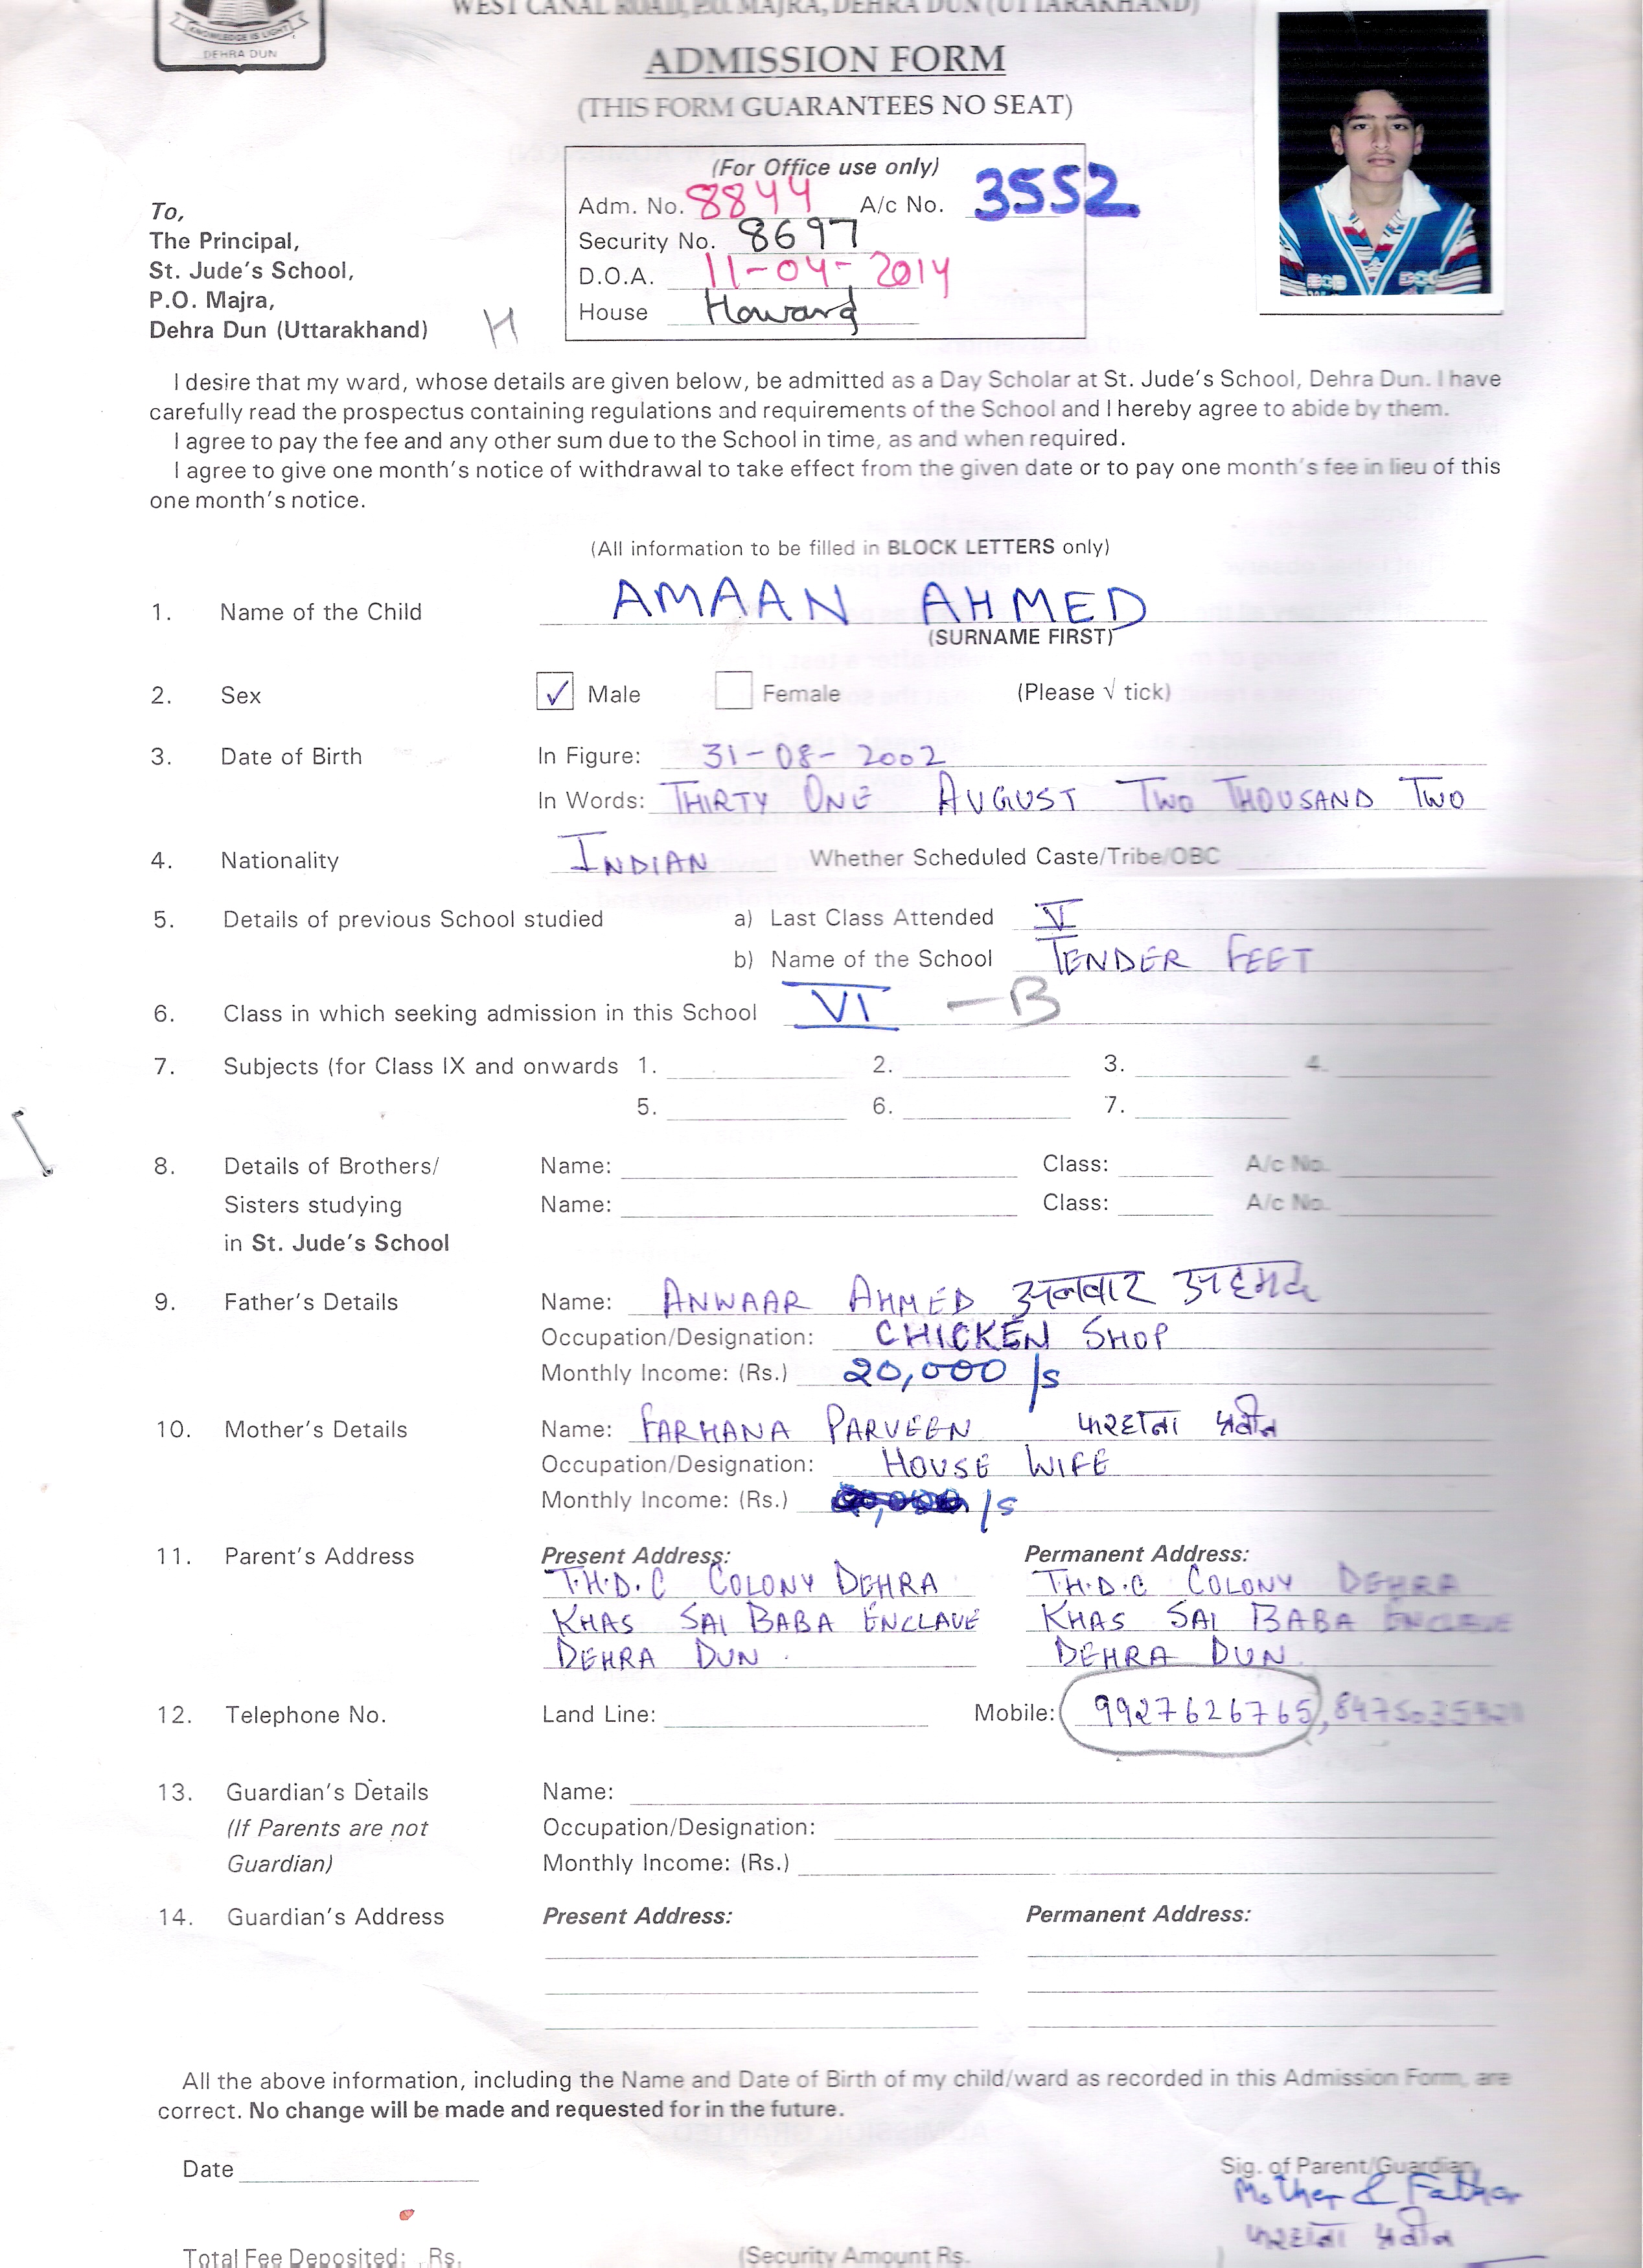 WEST CANAL ROAD, P.O. MAJRA, DEHRA DUN (UTTARAKHAND)
KNOWLEDGE IS LIGHT
DEHRA DUN
ADMISSION FORM
(THIS FORM GUARANTEES NO SEAT)
(For Office use only)
Adm. No. 8844 A/c No. 3552
Security No. 8697
D.O.A. 11-04-2014
House Howard
To,
The Principal,
St. Jude's School,
P.O. Majra,
Dehra Dun (Uttarakhand)
H
I desire that my ward, whose details are given below, be admitted as a Day Scholar at St. Jude's School, Dehra Dun. I have
carefully read the prospectus containing regulations and requirements of the School and I hereby agree to abide by them.
I agree to pay the fee and any other sum due to the School in time, as and when required.
I agree to give one month's notice of withdrawal to take effect from the given date or to pay one month's fee in lieu of this
one month's notice.
(All information to be filled in BLOCK LETTERS only)
1. Name of the Child AMAAN AHMED
(SURNAME FIRST)
2. Sex ✓ Male Female (Please √ tick)
3. Date of Birth In Figure: 31-08-2002
In Words: THIRTY ONE AUGUST TWO THOUSAND TWO
4. Nationality INDIAN Whether Scheduled Caste/Tribe/OBC
5. Details of previous School studied a) Last Class Attended V
b) Name of the School TENDER FEET
6. Class in which seeking admission in this School VI - B
7. Subjects (for Class IX and onwards 1. 2. 3. 4.
5. 6. 7.
8. Details of Brothers/ Name: Class: A/c No.
Sisters studying Name: Class: A/c No.
in St. Jude's School
9. Father's Details Name: ANWAAR AHMED अनवार अहमद
Occupation/Designation: CHICKEN SHOP
Monthly Income: (Rs.) 20,000/s
10. Mother's Details Name: FARHANA PARVEEN फरहाना प्रवीन
Occupation/Designation: HOUSE WIFE
Monthly Income: (Rs.) /s
11. Parent's Address Present Address: Permanent Address:
T.H.D.C COLONY DEHRA T.H.D.C COLONY DEHRA
KHAS SAI BABA ENCLAVE KHAS SAI BABA ENCLAVE
DEHRA DUN. DEHRA DUN
12. Telephone No. Land Line: Mobile: 9927626765,
13. Guardian's Details Name:
(If Parents are not Occupation/Designation:
Guardian) Monthly Income: (Rs.)
14. Guardian's Address Present Address: Permanent Address:
All the above information, including the Name and Date of Birth of my child/ward as recorded in this Admission Form, are
correct. No change will be made and requested for in the future.
Date Sig. of Parent/Guardian
Mother & Father
फरहाना प्रवीन
Total Fee Deposited: Rs. (Security Amount Rs. )